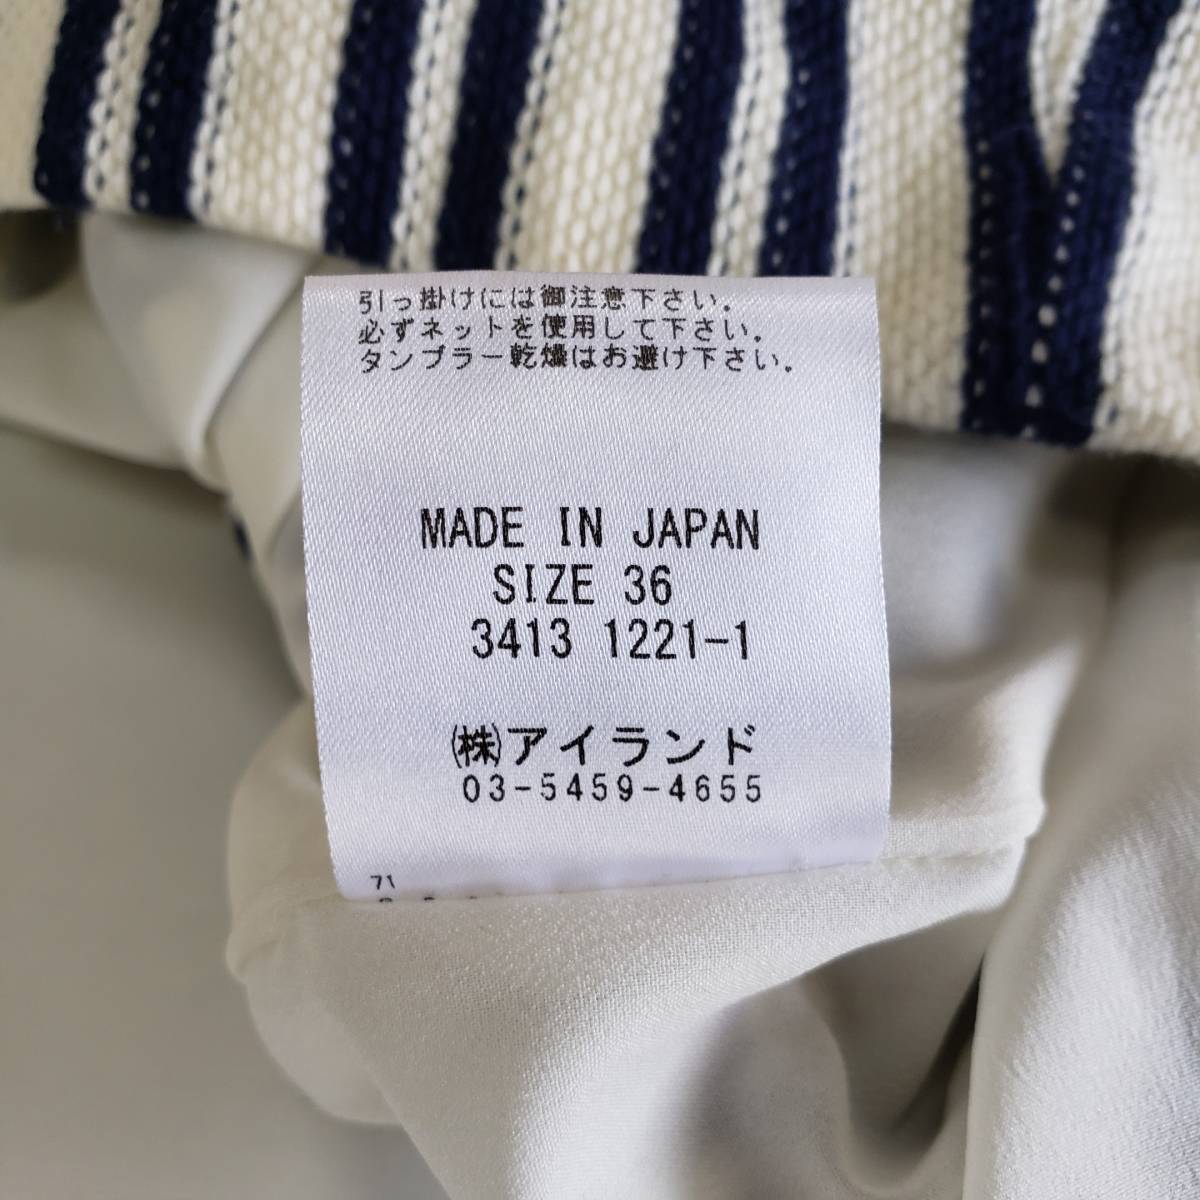 引っ掛けには御注意下さい。
必ずネットを使用して下さい。
タンブラー乾燥はお避け下さい。
MADE IN JAPAN
SIZE 36
3413 1221-1
㈱アイランド
03-5459-4655
71